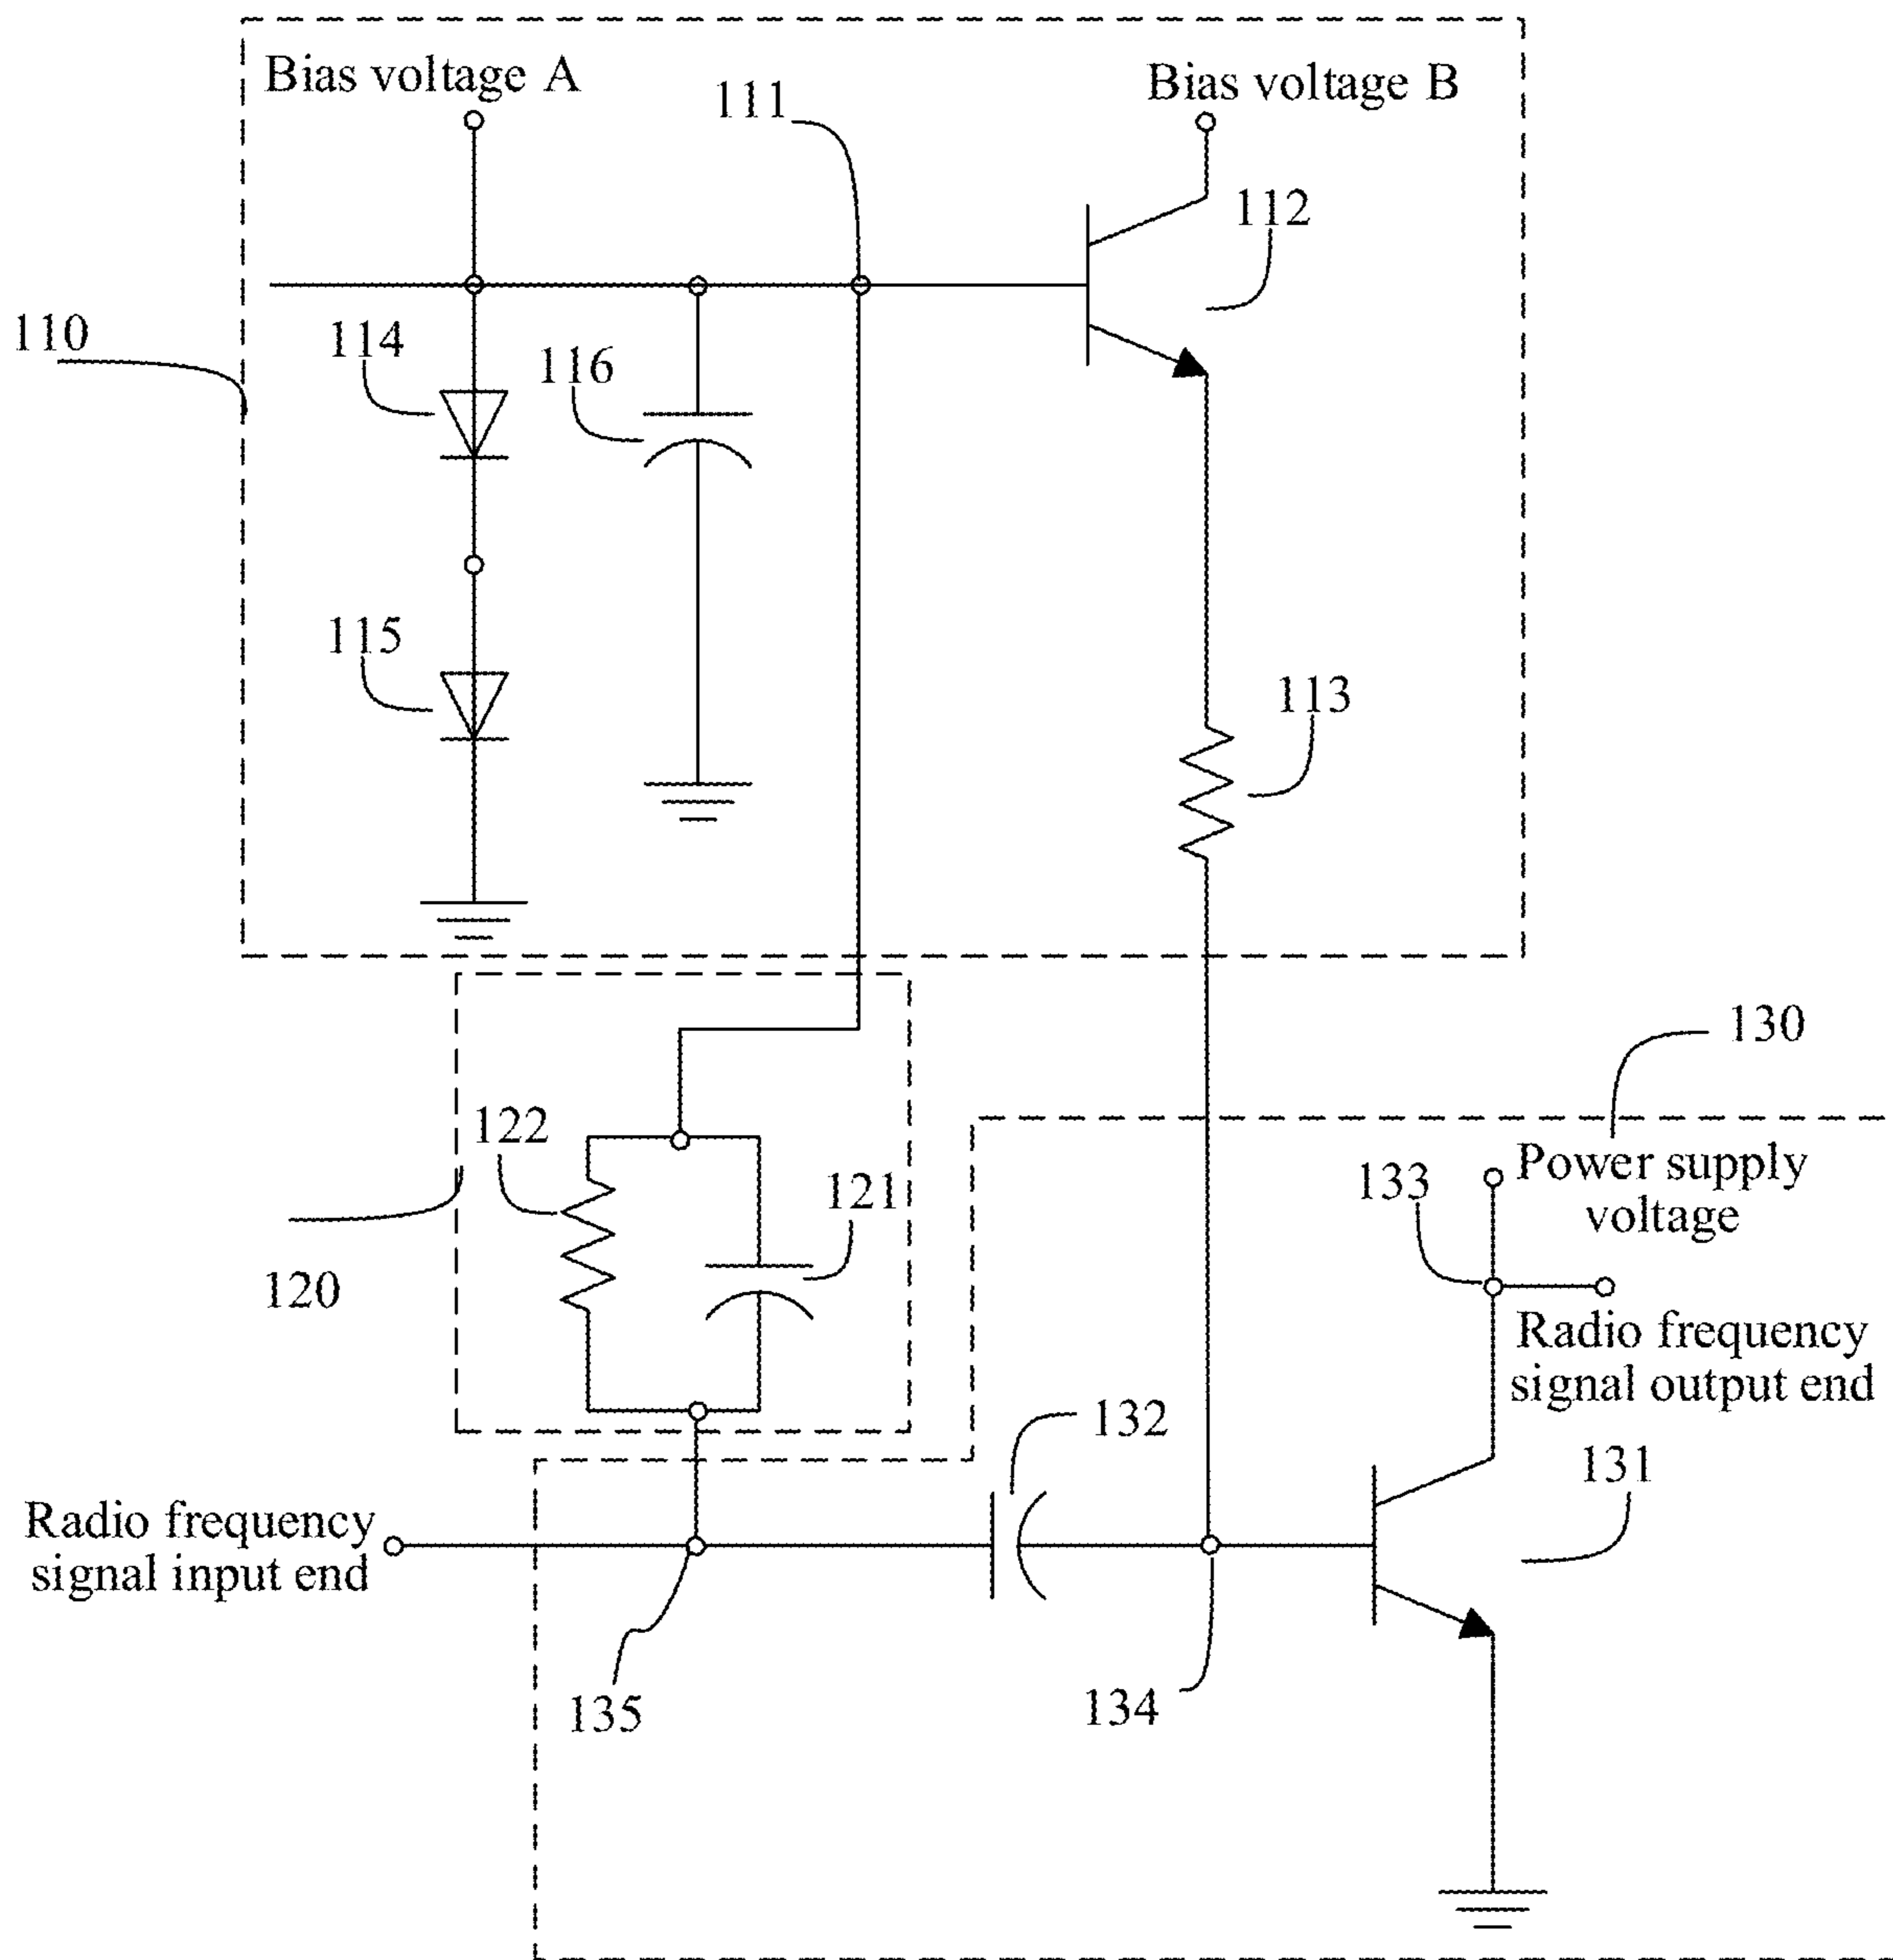 Bias voltage A
111
Bias voltage B
112
110
114
116
115
113
130
122
121
133
Power supply
voltage
120
Radio frequency
signal output end
132
131
Radio frequency
signal input end
135
134